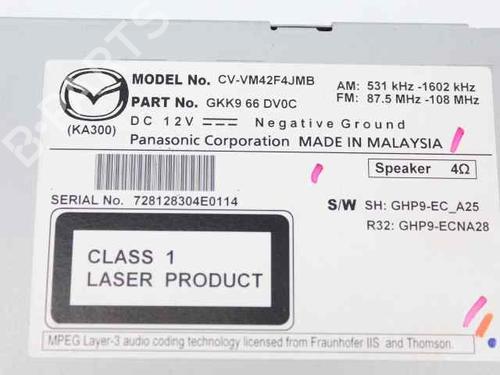 MODEL No. CV-VM42F4JMB
AM: 531 kHz -1602 kHz
PART No. GKK9 66 DV0C
FM: 87.5 MHz -108 MHz
(KA300)
DC 12V Negative Ground
Panasonic Corporation MADE IN MALAYSIA
Speaker 4Ω
SERIAL No. 728128304E0114
S/W SH: GHP9-EC_A25
R32: GHP9-ECNA28
CLASS 1
LASER PRODUCT
MPEG Layer-3 audio coding technology licensed from Fraunhofer IIS and Thomson.
B-PARTS